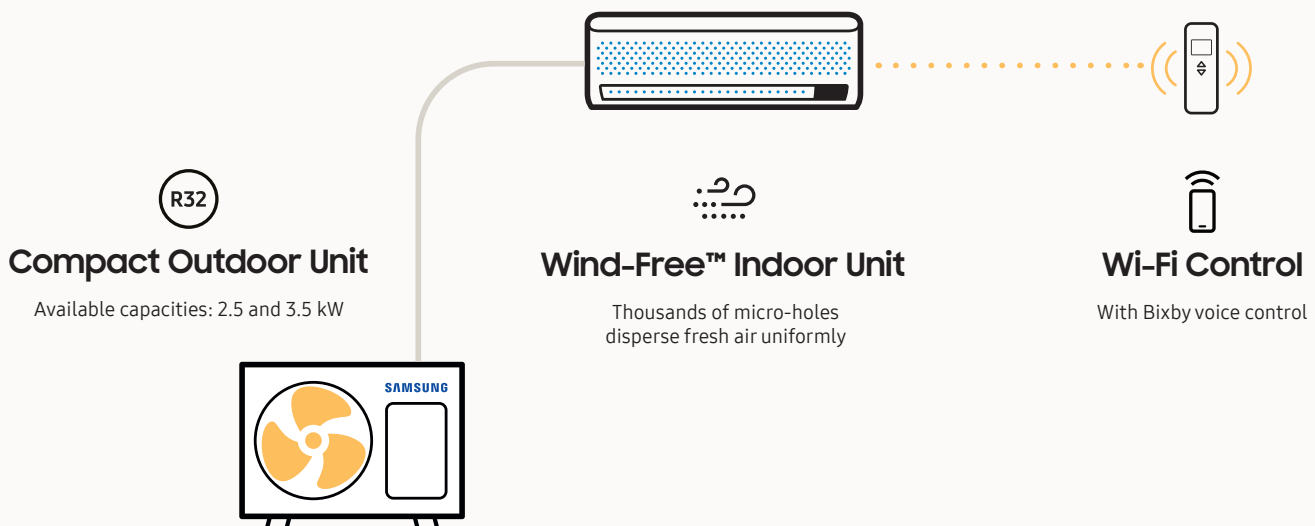 R32
Compact Outdoor Unit
Available capacities: 2.5 and 3.5 kW
Wind-Free™ Indoor Unit
Thousands of micro-holes
disperse fresh air uniformly
Wi-Fi Control
With Bixby voice control
SAMSUNG